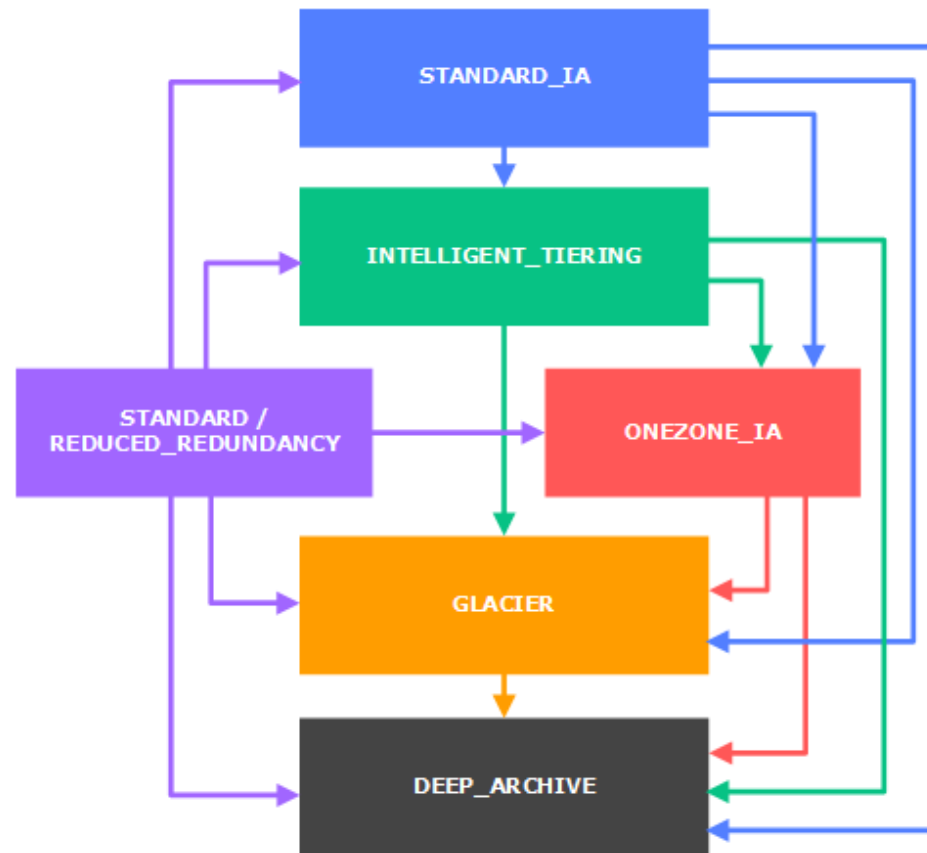 STANDARD_IA
INTELLIGENT_TIERING
STANDARD /
REDUCED_REDUNDANCY
ONEZONE_IA
GLACIER
DEEP_ARCHIVE